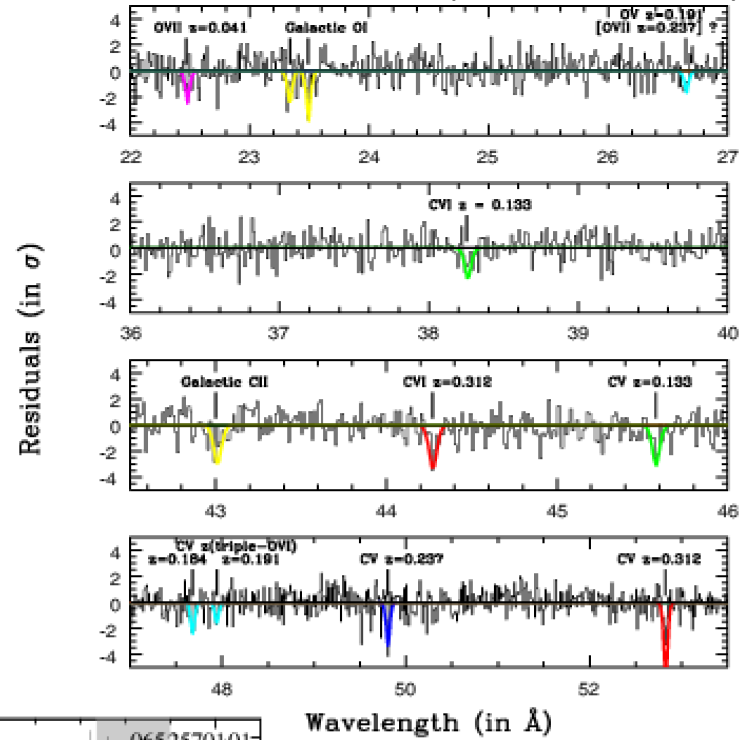 OV z=0.191
OVII z=0.041 Galactic OI [OVII z=0.237] ?
4
2
0
-2
-4
22 23 24 25 26 27
CVI z = 0.133
4
2
0
-2
-4
36 37 38 39 40
Galactic CII CVI z=0.312 CV z=0.133
4
2
0
-2
-4
43 44 45 46
CV z(triple-OVI)
z=0.184 z=0.191 CV z=0.237 CV z=0.312
4
2
0
-2
-4
48 50 52
Residuals (in σ)
Wavelength (in Å)
0652570101